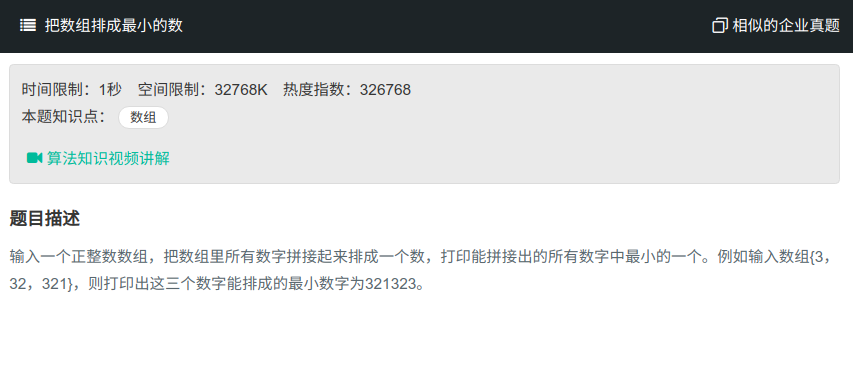 把数组排成最小的数 相似的企业真题
时间限制：1秒 空间限制：32768K 热度指数：326768
本题知识点： 数组
算法知识视频讲解
题目描述
输入一个正整数数组，把数组里所有数字拼接起来排成一个数，打印能拼接出的所有数字中最小的一个。例如输入数组{3，
32，321}，则打印出这三个数字能排成的最小数字为321323。